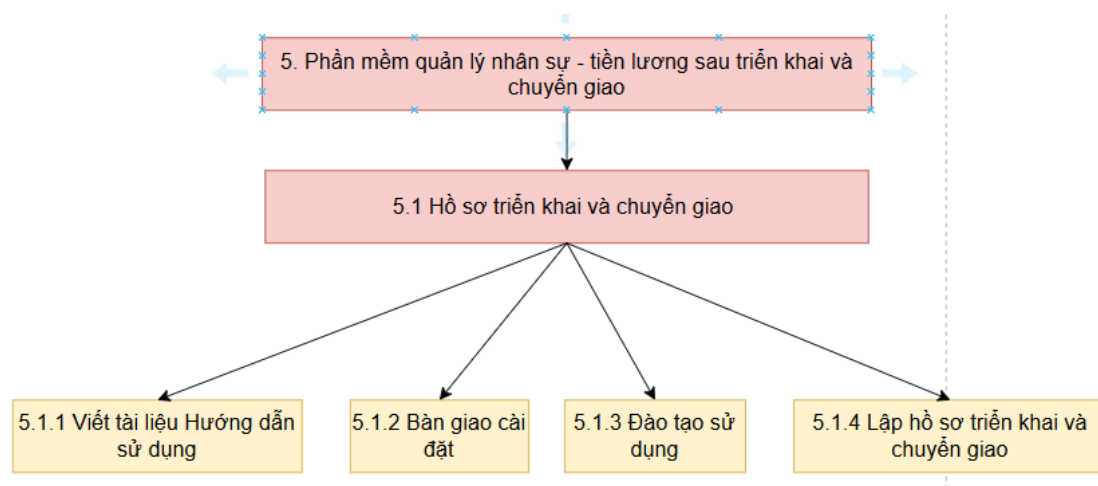 5. Phần mềm quản lý nhân sự - tiền lương sau triển khai và
chuyển giao
5.1 Hồ sơ triển khai và chuyển giao
5.1.1 Viết tài liệu Hướng dẫn
sử dụng
5.1.2 Bàn giao cài
đặt
5.1.3 Đào tạo sử
dụng
5.1.4 Lập hồ sơ triển khai và
chuyển giao